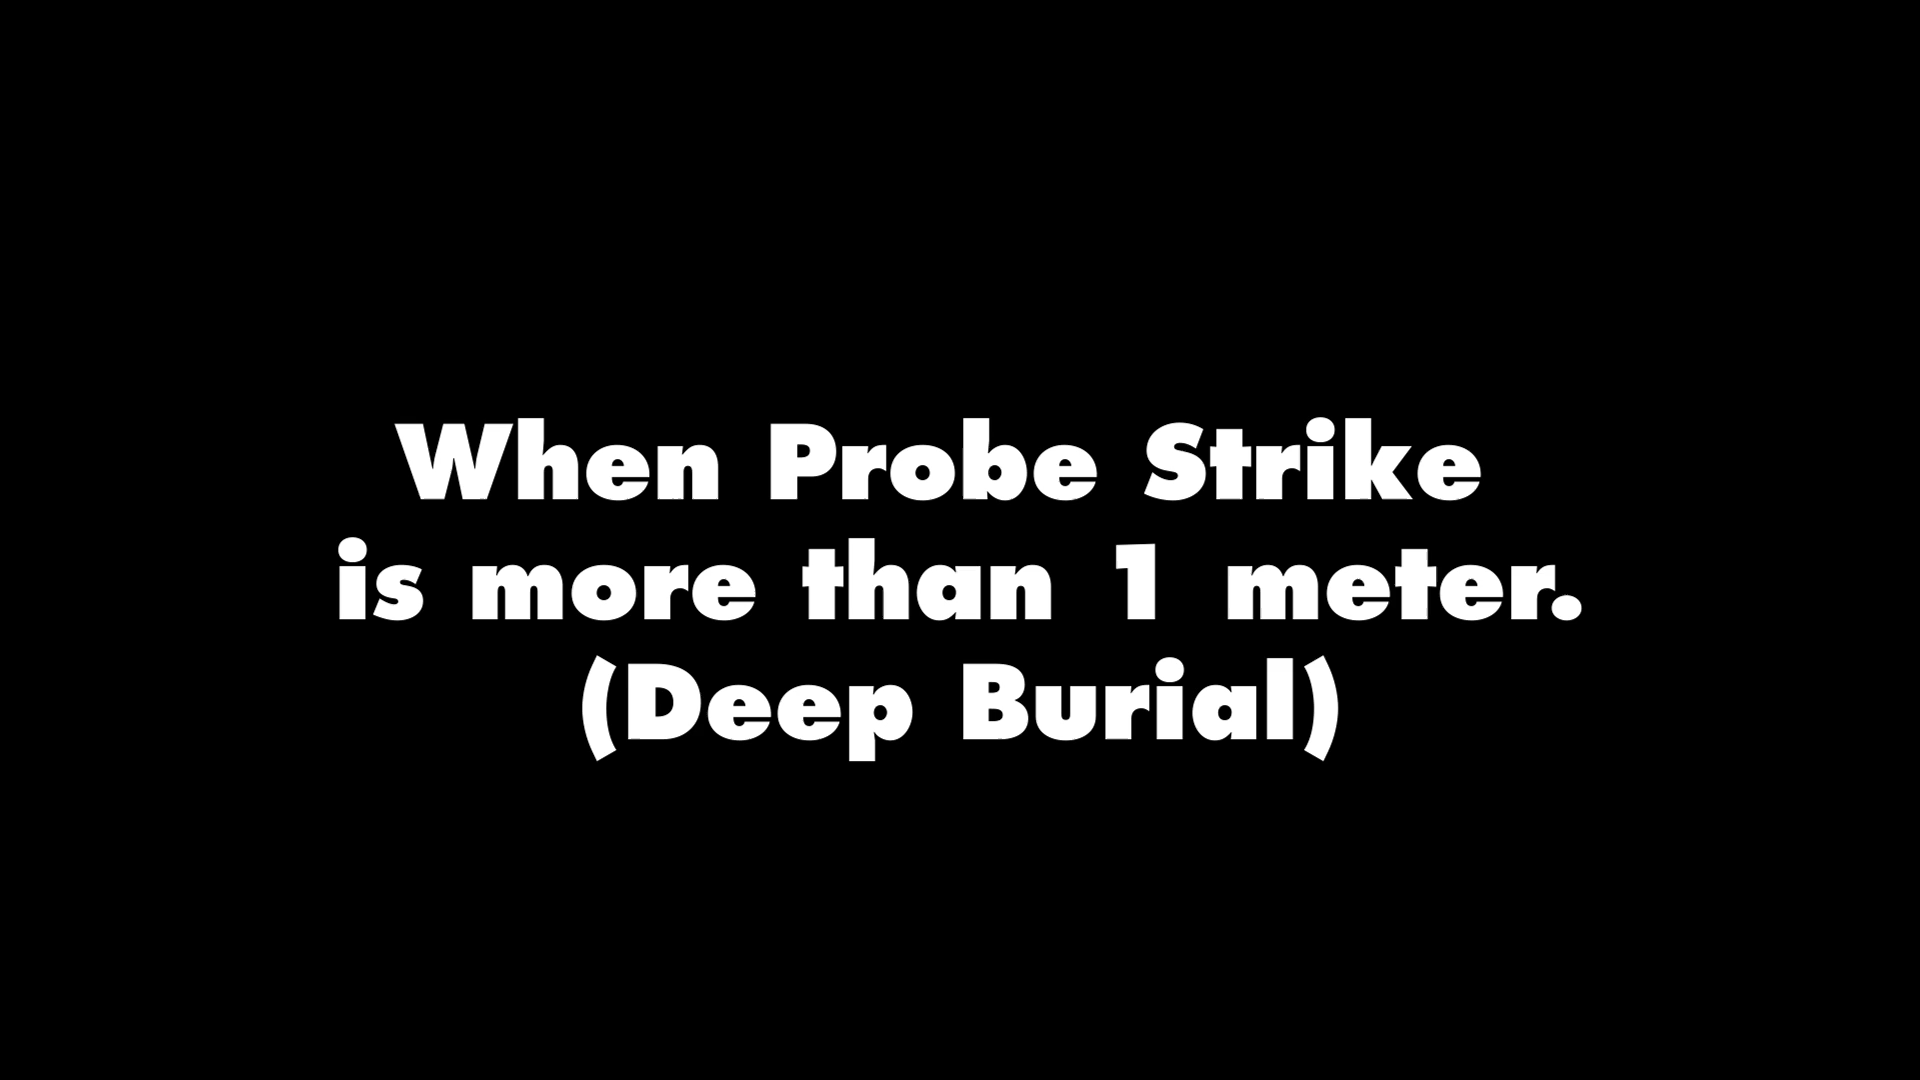 When Probe Strike
is more than 1 meter.
(Deep Burial)